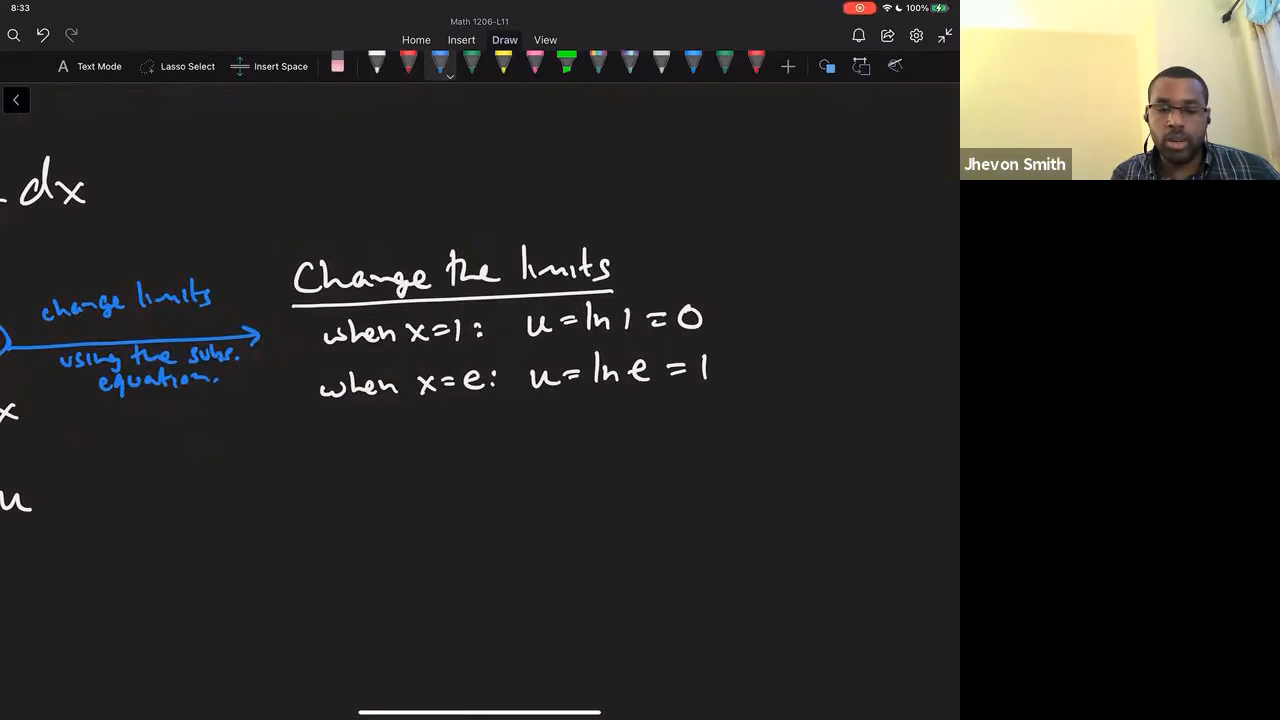 8:33
100%
Math 1206-L11
Home Insert Draw View
Text Mode Lasso Select Insert Space
Jhevon Smith
dx
Change the limits
change limits
when x=1: u = ln 1 = 0
using the subs.
equation.
when x=e: u = ln e = 1
x
u